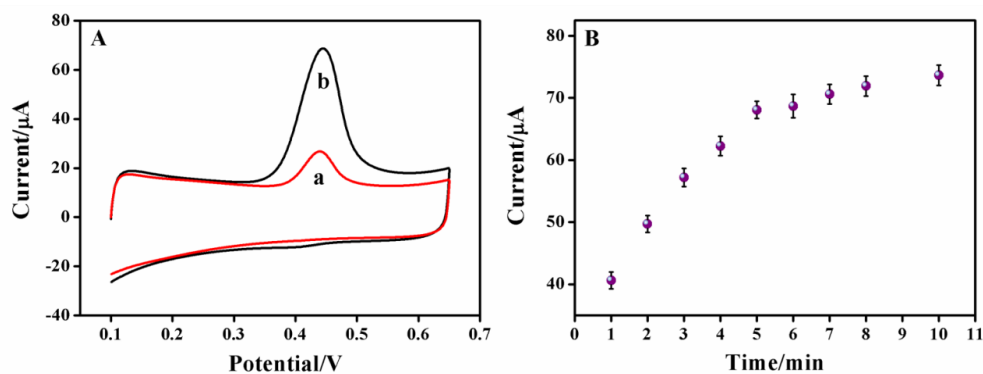 A
80
60
40
20
0
-20
-40
b
a
0.1 0.2 0.3 0.4 0.5 0.6 0.7
Potential/V
Current/μA
B
80
70
60
50
40
0 1 2 3 4 5 6 7 8 9 10 11
Time/min
Current/μA